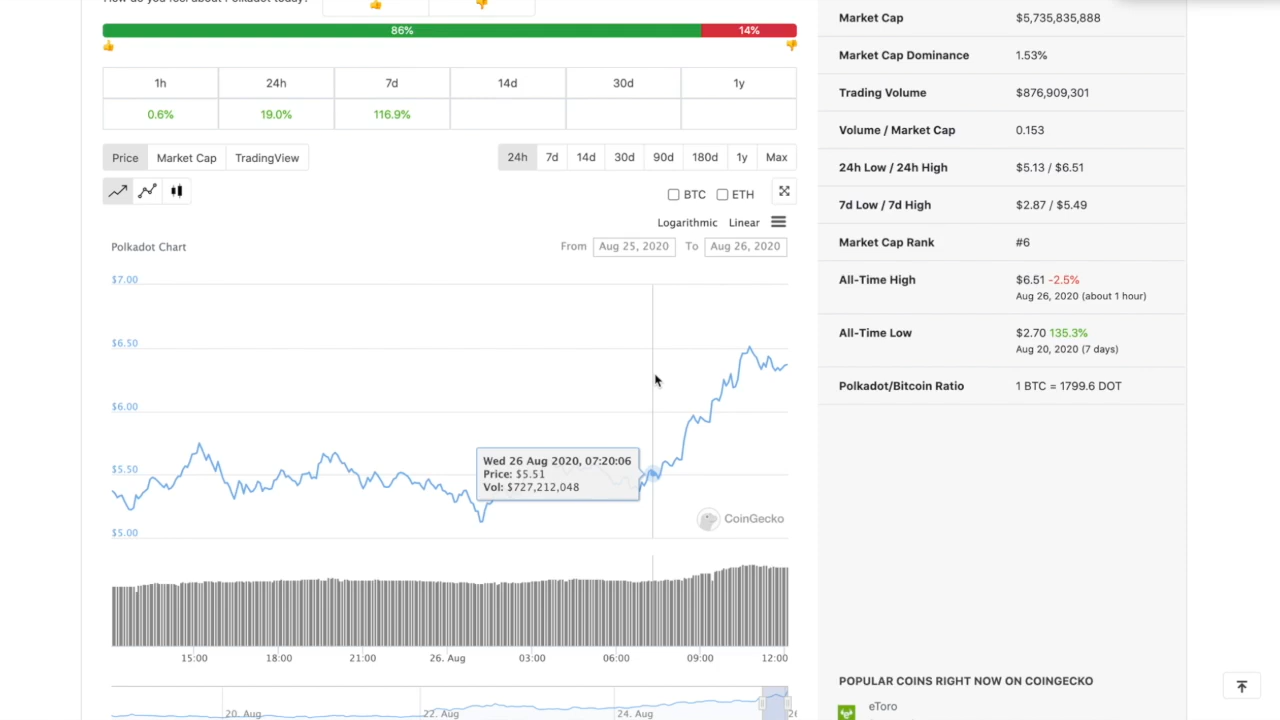 How do you feel about Polkadot today?
86%
14%
1h 24h 7d 14d 30d 1y
0.6% 19.0% 116.9%
Price Market Cap TradingView
24h 7d 14d 30d 90d 180d 1y Max
BTC ETH
Logarithmic Linear
Polkadot Chart
From Aug 25, 2020 To Aug 26, 2020
$7.00
$6.50
$6.00
$5.50
$5.00
Wed 26 Aug 2020, 07:20:06
Price: $5.51
Vol: $727,212,048
CoinGecko
15:00 18:00 21:00 26. Aug 03:00 06:00 09:00 12:00
20. Aug 22. Aug 24. Aug
Market Cap $5,735,835,888
Market Cap Dominance 1.53%
Trading Volume $876,909,301
Volume / Market Cap 0.153
24h Low / 24h High $5.13 / $6.51
7d Low / 7d High $2.87 / $5.49
Market Cap Rank #6
All-Time High $6.51 -2.5%
Aug 26, 2020 (about 1 hour)
All-Time Low $2.70 135.3%
Aug 20, 2020 (7 days)
Polkadot/Bitcoin Ratio 1 BTC = 1799.6 DOT
POPULAR COINS RIGHT NOW ON COINGECKO
eToro